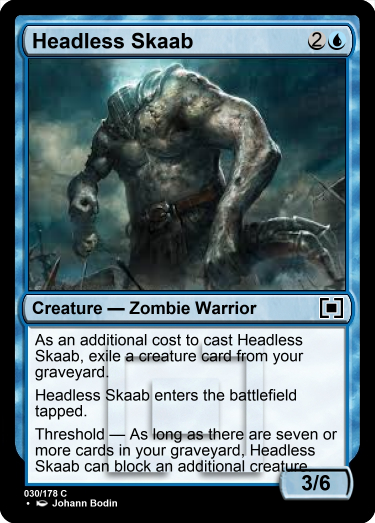 Headless Skaab 2
Creature — Zombie Warrior
As an additional cost to cast Headless
Skaab, exile a creature card from your
graveyard.
Headless Skaab enters the battlefield
tapped.
Threshold — As long as there are seven or
more cards in your graveyard, Headless
Skaab can block an additional creature
3/6
030/178 C
• Johann Bodin